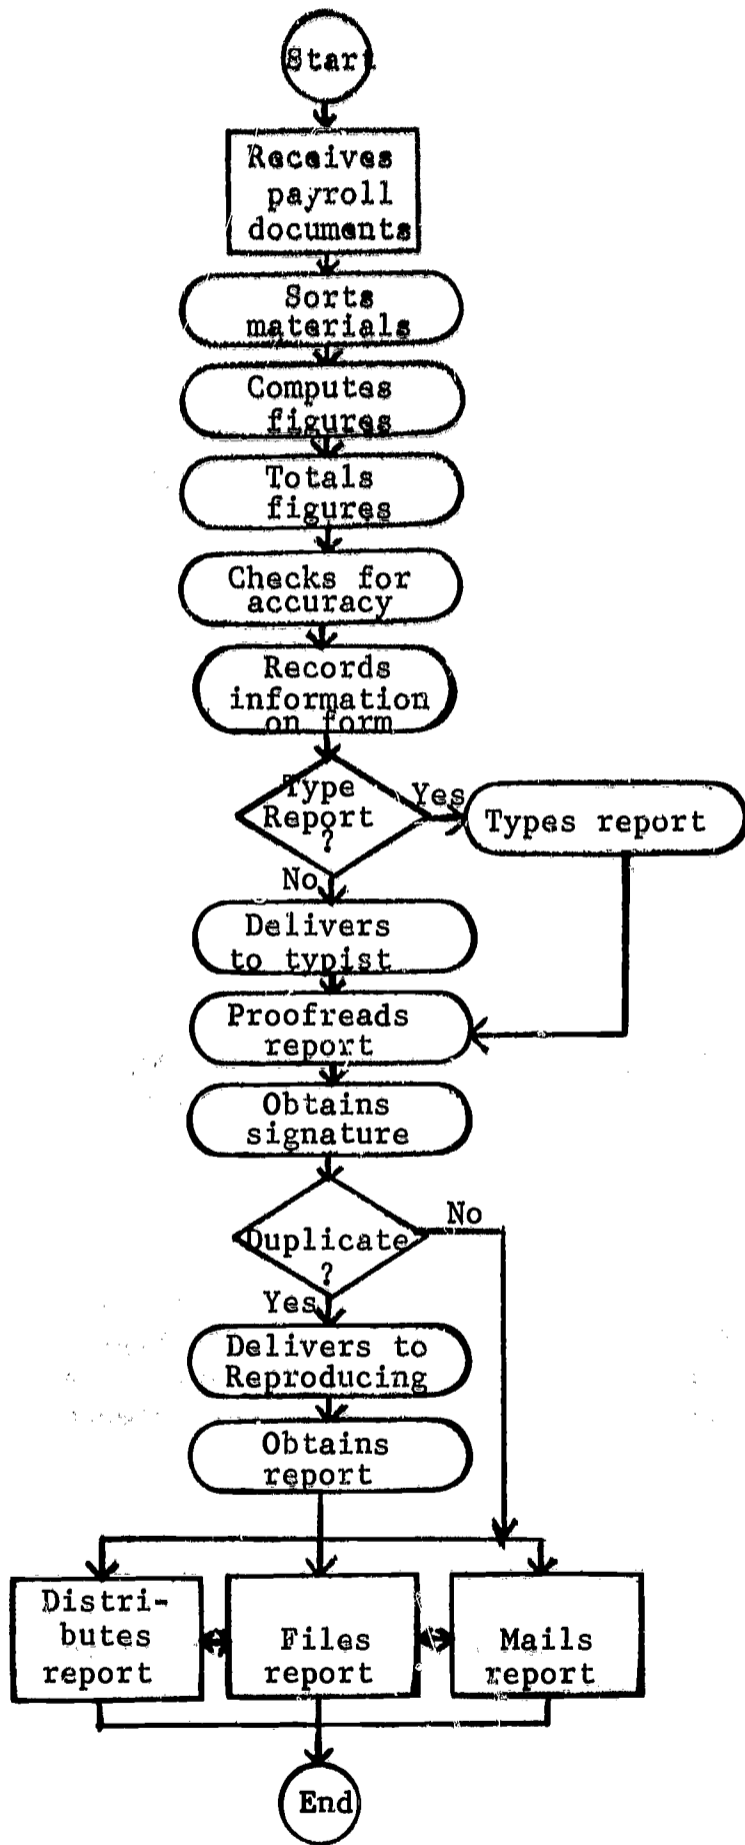 Start
Receives
payroll
documents
Sorts
materials
Computes
figures
Totals
figures
Checks for
accuracy
Records
information
on form
Type
Report
?
Yes
Types report
No
Delivers
to typist
Proofreads
report
Obtains
signature
Duplicate
?
No
Yes
Delivers to
Reproducing
Obtains
report
Distri-
butes
report
Files
report
Mails
report
End